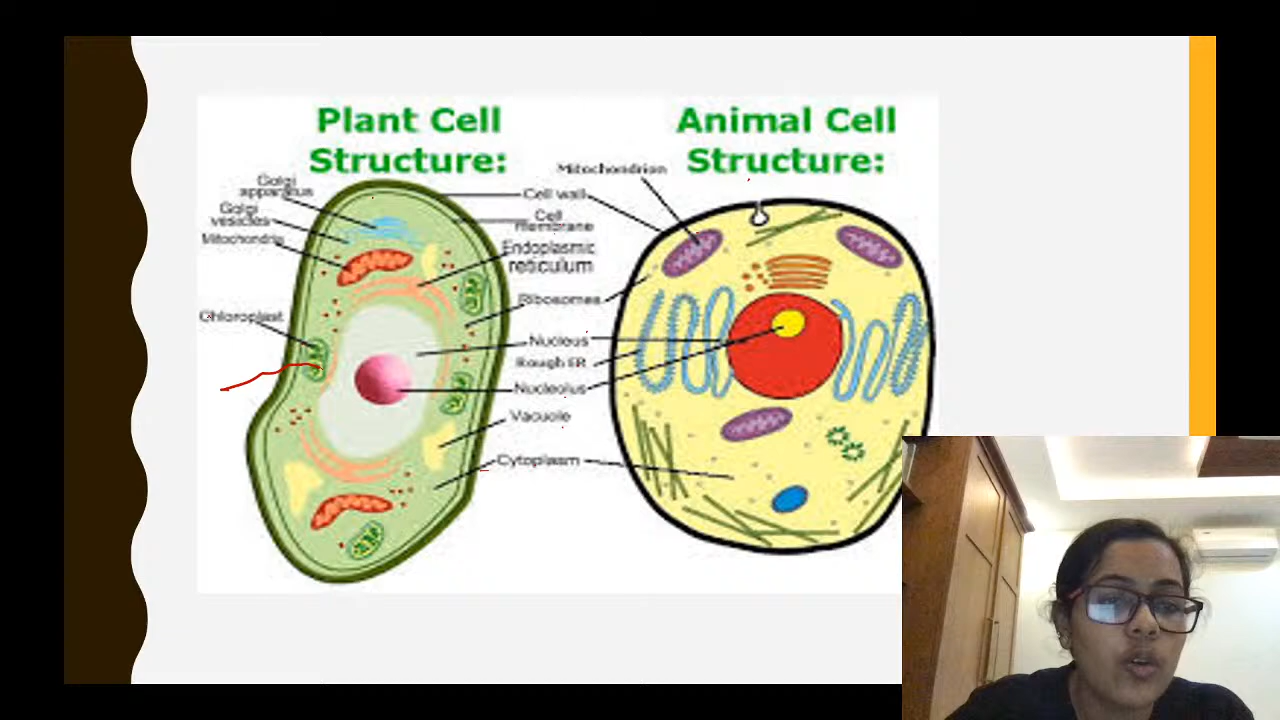 Plant Cell
Structure:
Animal Cell
Structure:
Golgi
apparatus
Golgi
vesicles
Mitochondria
Chloroplast
Mitochondrion
Cell wall
Cell
membrane
Endoplasmic
reticulum
Ribosomes
Nucleus
Rough ER
Nucleolus
Vacuole
Cytoplasm